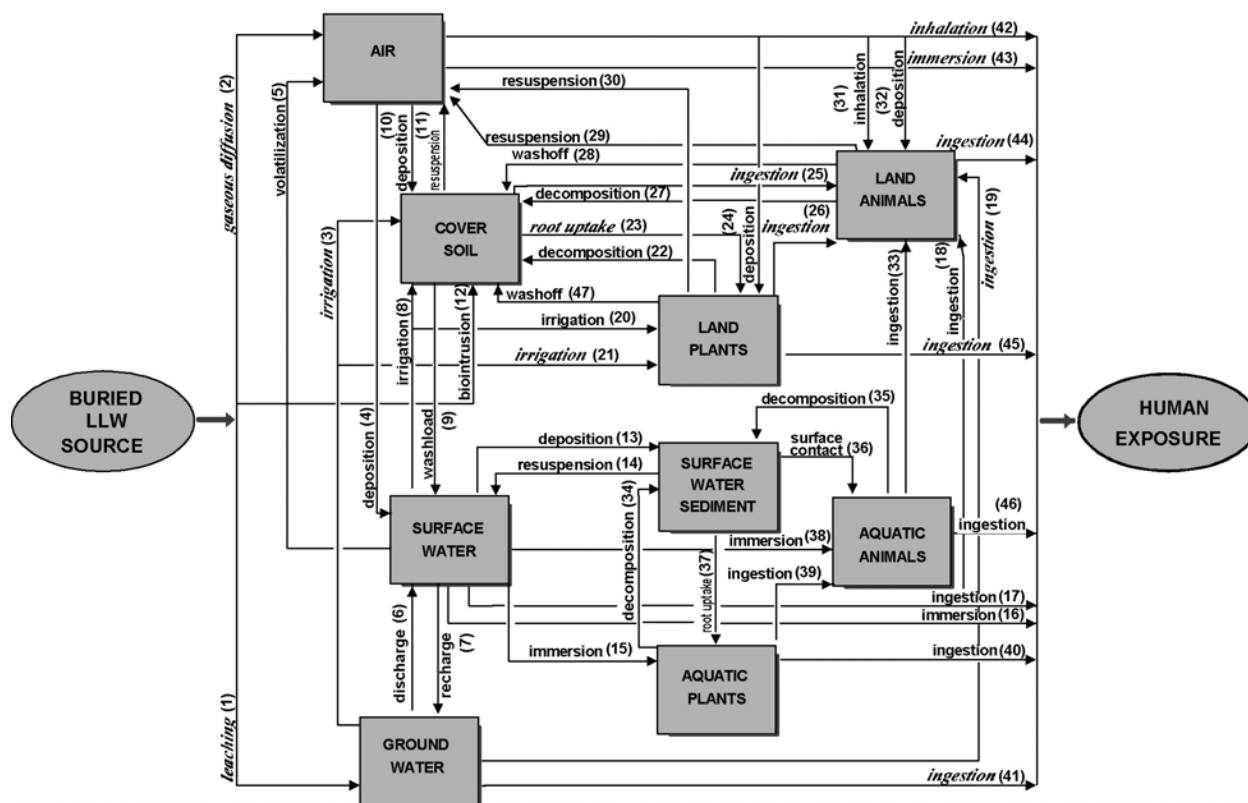 AIR
inhalation (42)
immersion (43)
resuspension (30)
gaseous diffusion (2)
volatilization (5)
(10)
deposition
(11)
resuspension
(31)
inhalation
(32)
deposition
resuspension (29)
washoff (28)
ingestion (44)
LAND
ANIMALS
ingestion (25)
decomposition (27)
(26)
ingestion
COVER
SOIL
root uptake (23)
(24)
deposition
decomposition (22)
irrigation (3)
ingestion(33)
(18)
ingestion
ingestion (19)
washoff (47)
irrigation (8)
biointrusion (12)
irrigation (20)
LAND
PLANTS
irrigation (21)
ingestion (45)
BURIED
LLW
SOURCE
HUMAN
EXPOSURE
deposition (4)
washload
(9)
decomposition (35)
deposition (13)
surface
contact (36)
resuspension (14)
SURFACE
WATER
SEDIMENT
SURFACE
WATER
decomposition (34)
AQUATIC
ANIMALS
(46)
ingestion
immersion (38)
root uptake (37)
ingestion (39)
ingestion (17)
immersion (16)
discharge (6)
recharge
(7)
immersion (15)
ingestion (40)
AQUATIC
PLANTS
leaching (1)
GROUND
WATER
ingestion (41)